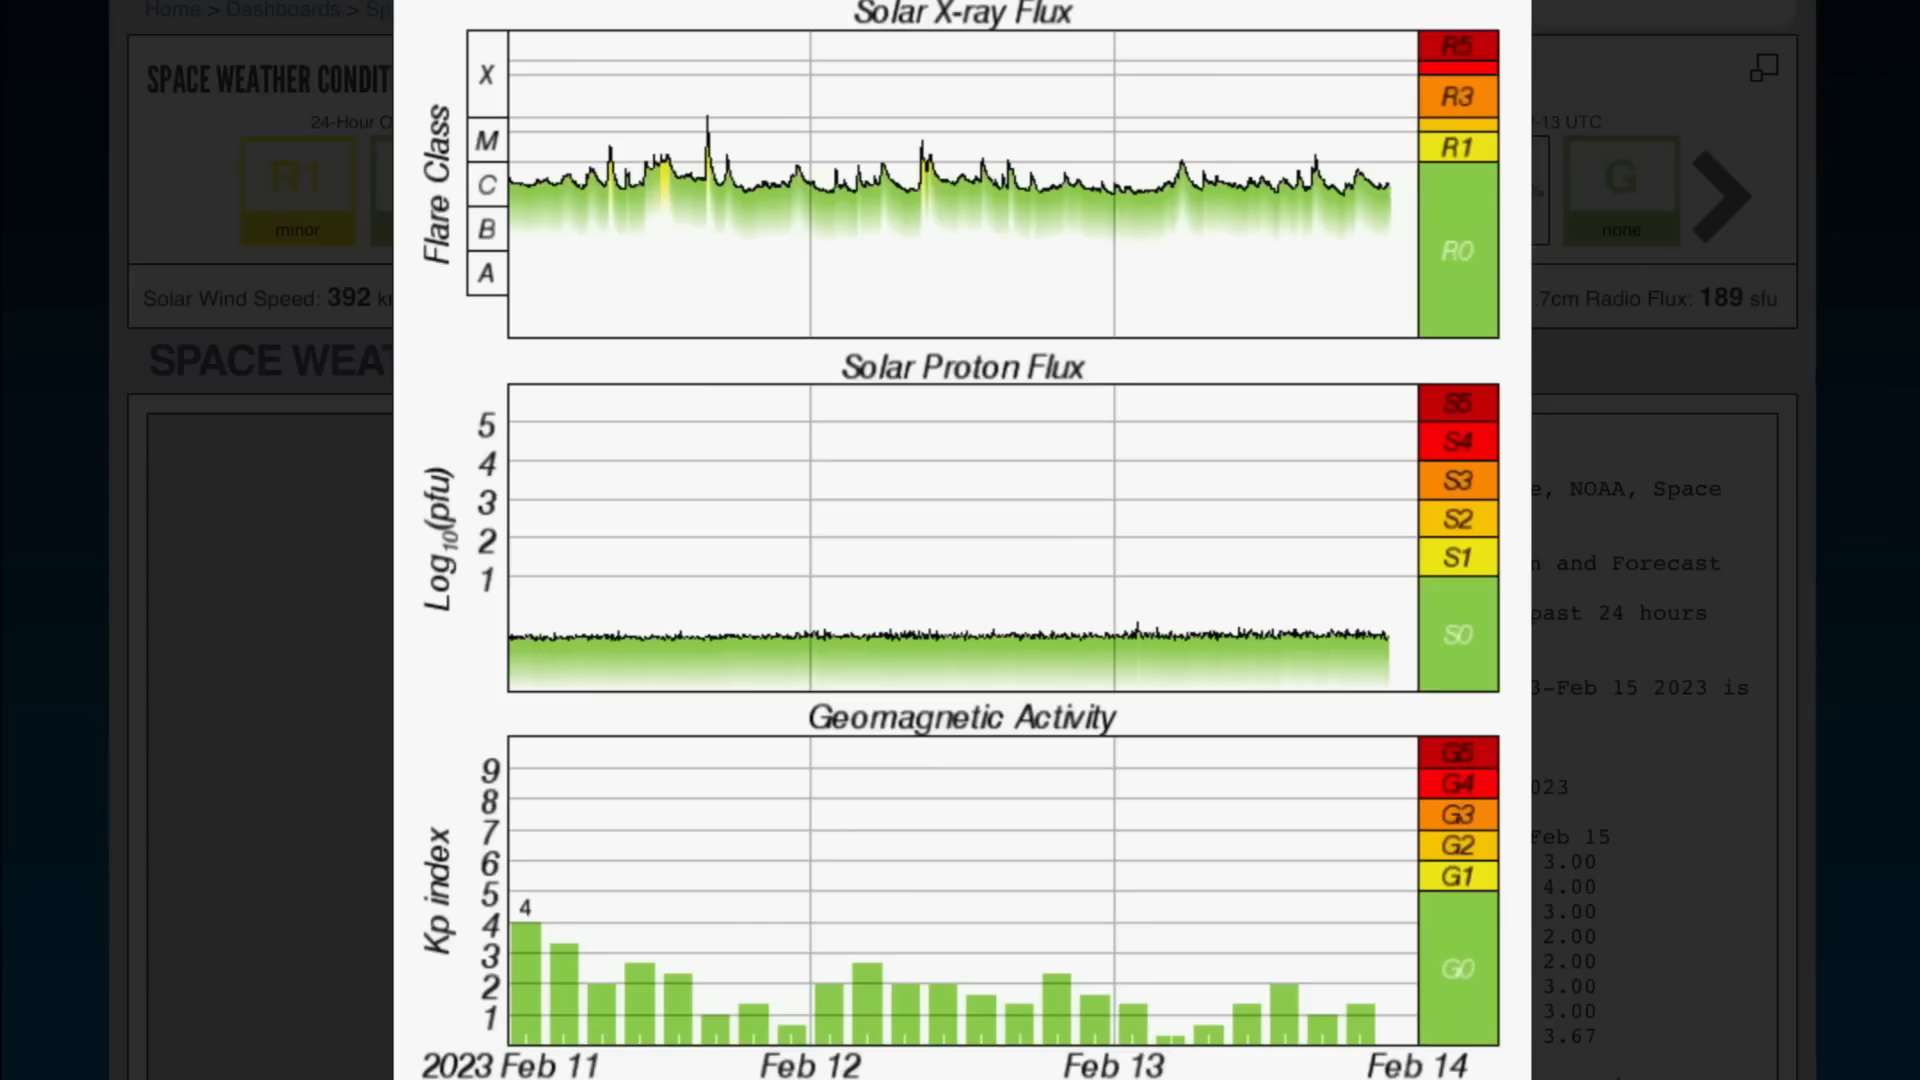 Home > Dashboards > Sp
Solar X-ray Flux
SPACE WEATHER CONDIT
24-Hour O
-13 UTC
R1
minor
G
none
Solar Wind Speed: 392 k
.7cm Radio Flux: 189 sfu
SPACE WEAT
Flare Class
X
M
C
B
A
R5
R3
R1
R0
Solar Proton Flux
Log10(pfu)
5
4
3
2
1
S5
S4
S3
S2
S1
S0
e, NOAA, Space
n and Forecast
past 24 hours
3-Feb 15 2023 is
023
Feb 15
3.00
4.00
3.00
2.00
2.00
3.00
3.00
3.67
Geomagnetic Activity
Kp index
9
8
7
6
5
4
3
2
1
4
G5
G4
G3
G2
G1
G0
2023 Feb 11
Feb 12
Feb 13
Feb 14